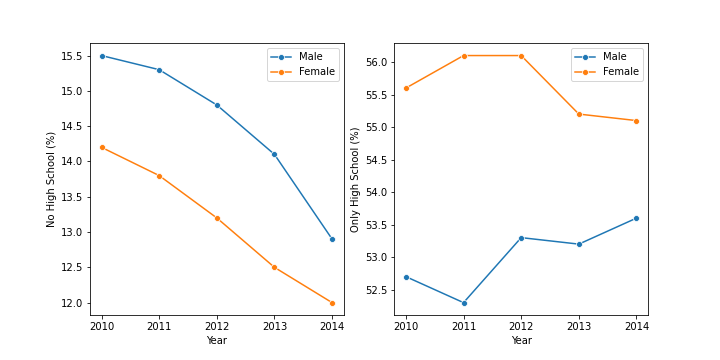 15.5
15.0
14.5
14.0
13.5
13.0
12.5
12.0
No High School (%)
2010 2011 2012 2013 2014
Year
Male
Female
56.0
55.5
55.0
54.5
54.0
53.5
53.0
52.5
Only High School (%)
2010 2011 2012 2013 2014
Year
Male
Female